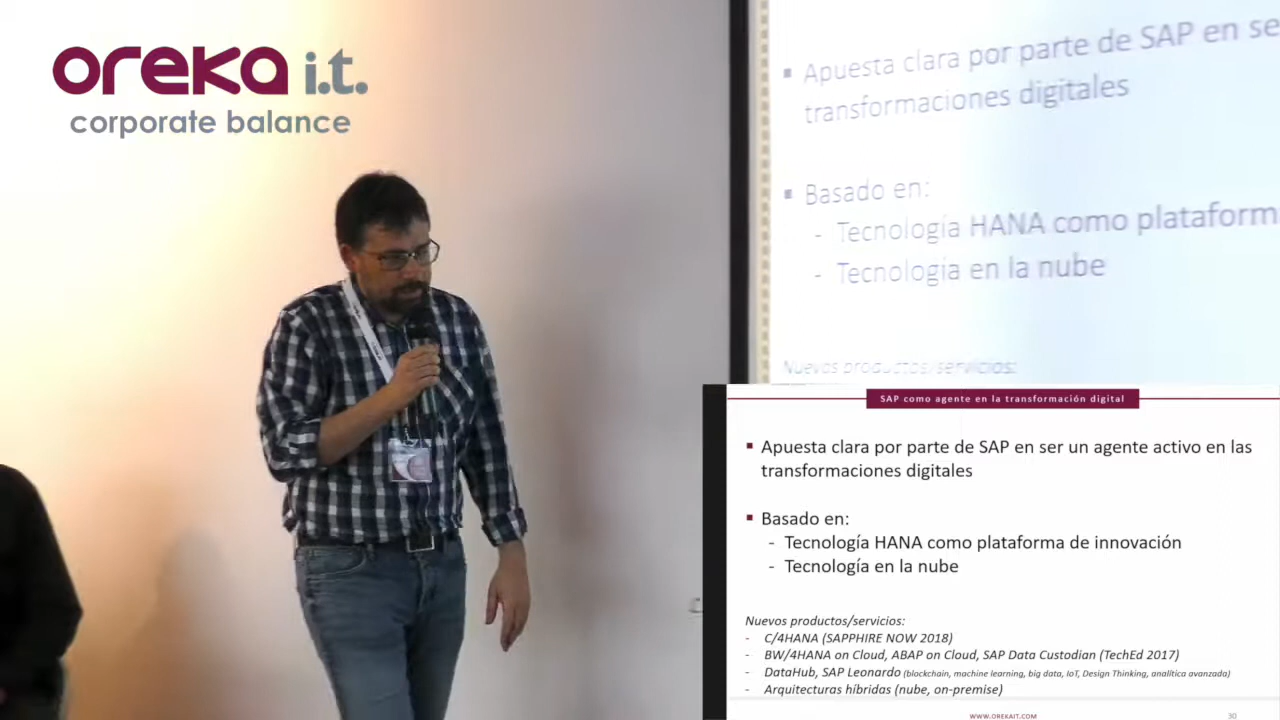 oreka i.t.
corporate balance
Apuesta clara por parte de SAP en se
transformaciones digitales
Basado en:
- Tecnología HANA como plataform
- Tecnología en la nube
Nuevos productos/servicios:
SAP como agente en la transformación digital
▪ Apuesta clara por parte de SAP en ser un agente activo en las
transformaciones digitales
▪ Basado en:
- Tecnología HANA como plataforma de innovación
- Tecnología en la nube
Nuevos productos/servicios:
- C/4HANA (SAPPHIRE NOW 2018)
- BW/4HANA on Cloud, ABAP on Cloud, SAP Data Custodian (TechEd 2017)
- DataHub, SAP Leonardo (blockchain, machine learning, big data, IoT, Design Thinking, analítica avanzada)
- Arquitecturas híbridas (nube, on-premise)
WWW.OREKAIT.COM
30